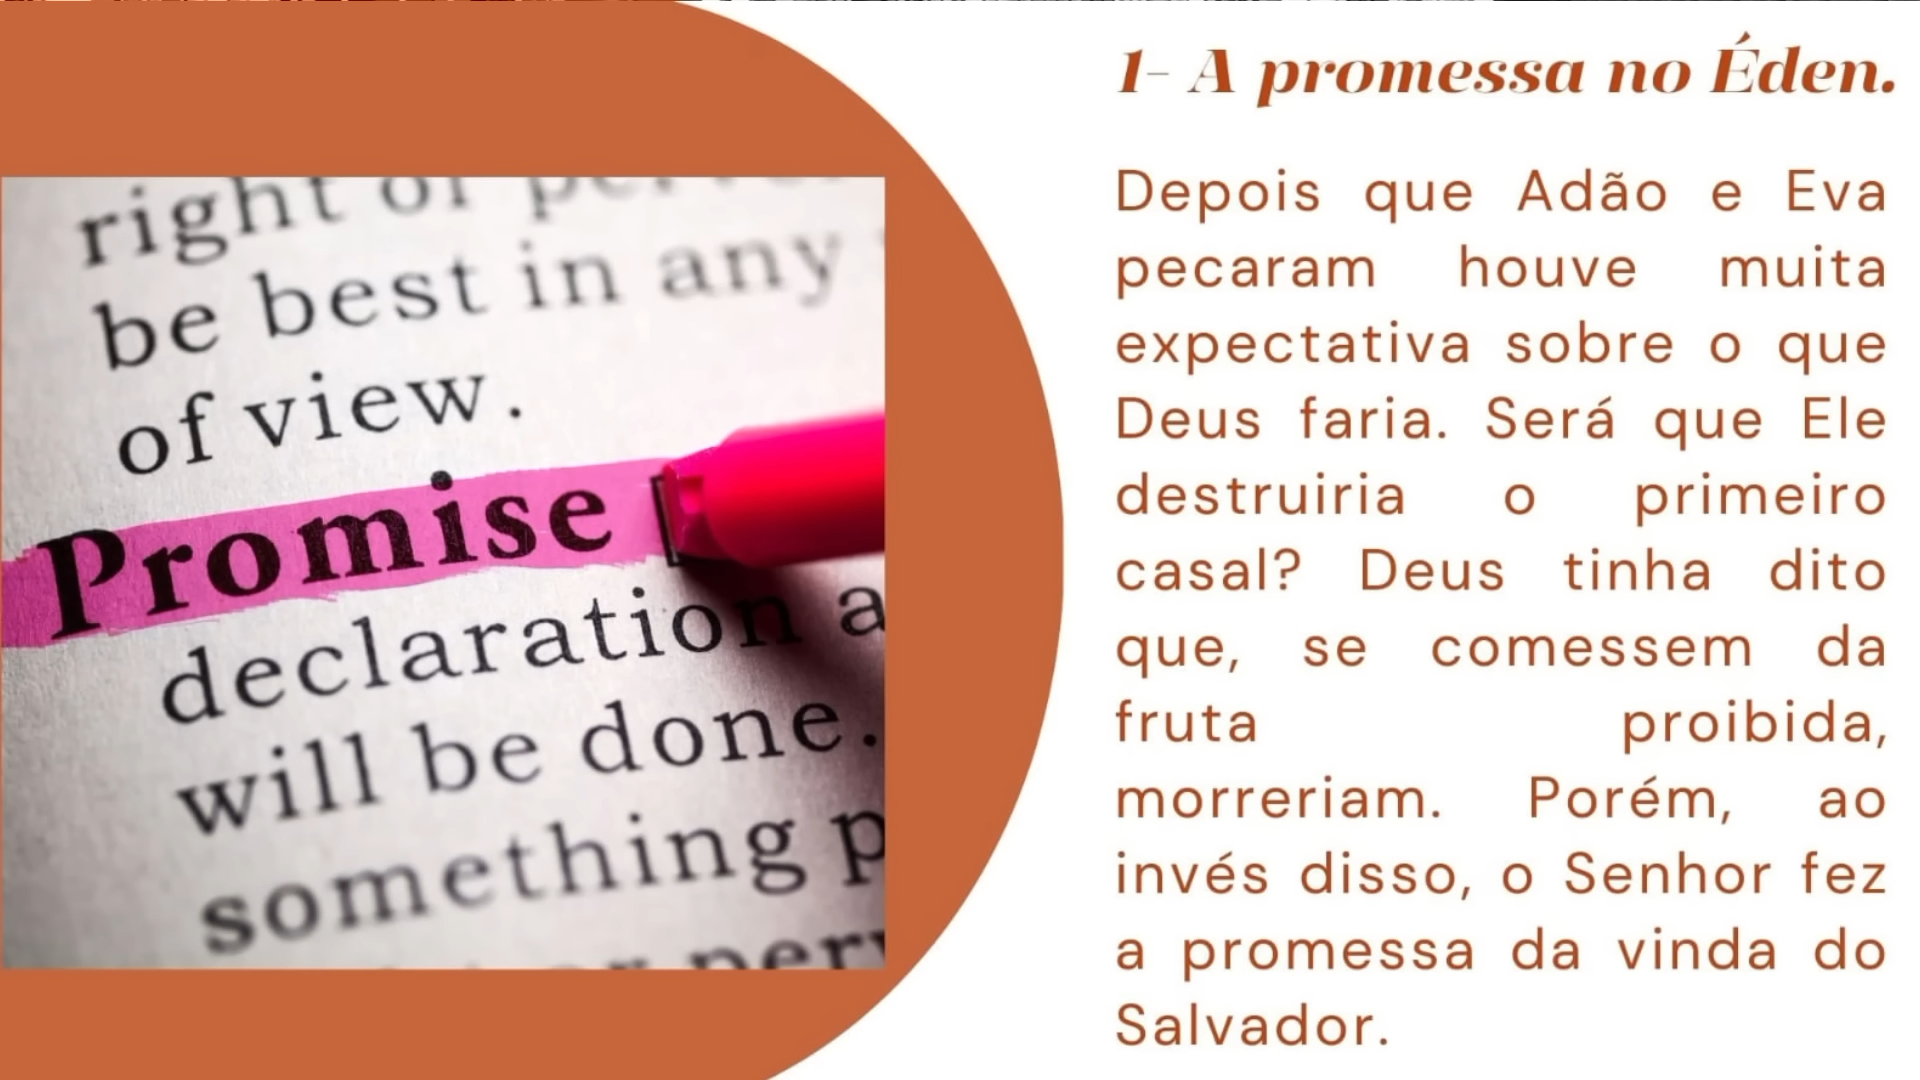 right of
be best in any
of view.
Promise
declaration a
will be done.
something p
1- A promessa no Éden.
Depois que Adão e Eva
pecaram houve muita
expectativa sobre o que
Deus faria. Será que Ele
destruiria o primeiro
casal? Deus tinha dito
que, se comessem da
fruta proibida,
morreriam. Porém, ao
invés disso, o Senhor fez
a promessa da vinda do
Salvador.